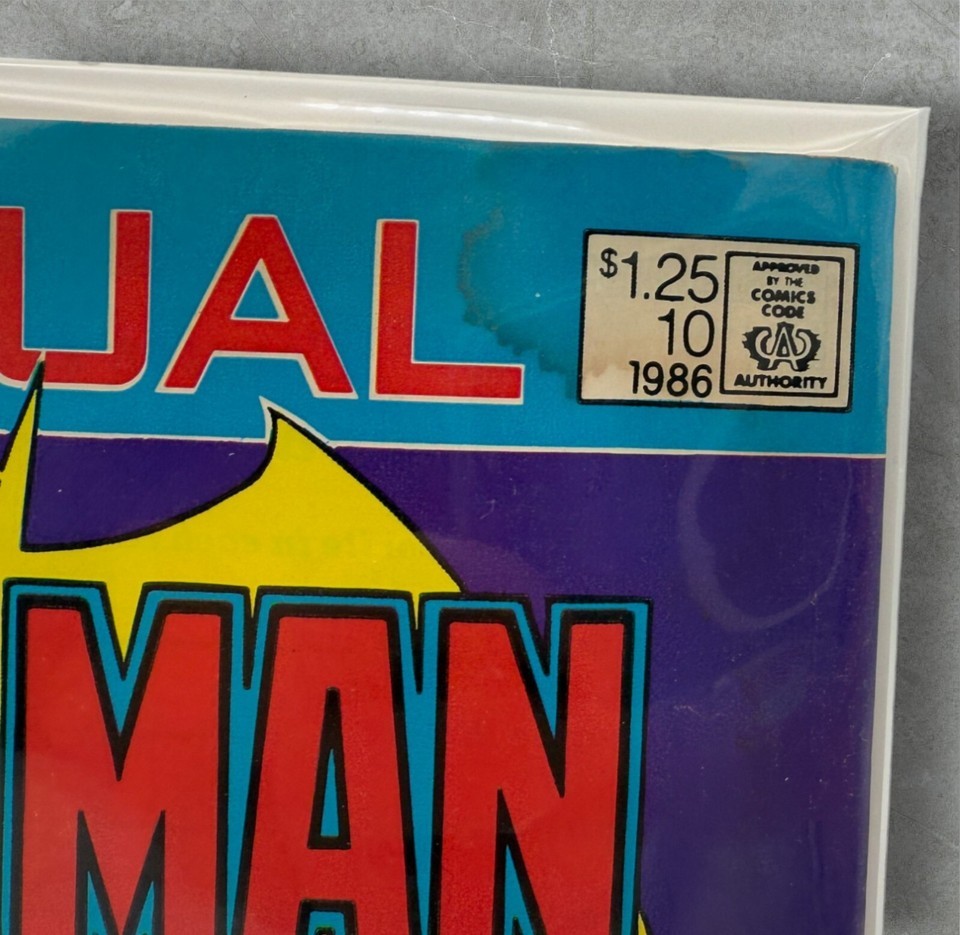 UAL
$1.25
10
1986
APPROVED
BY THE
COMICS
CODE
AUTHORITY
MAN